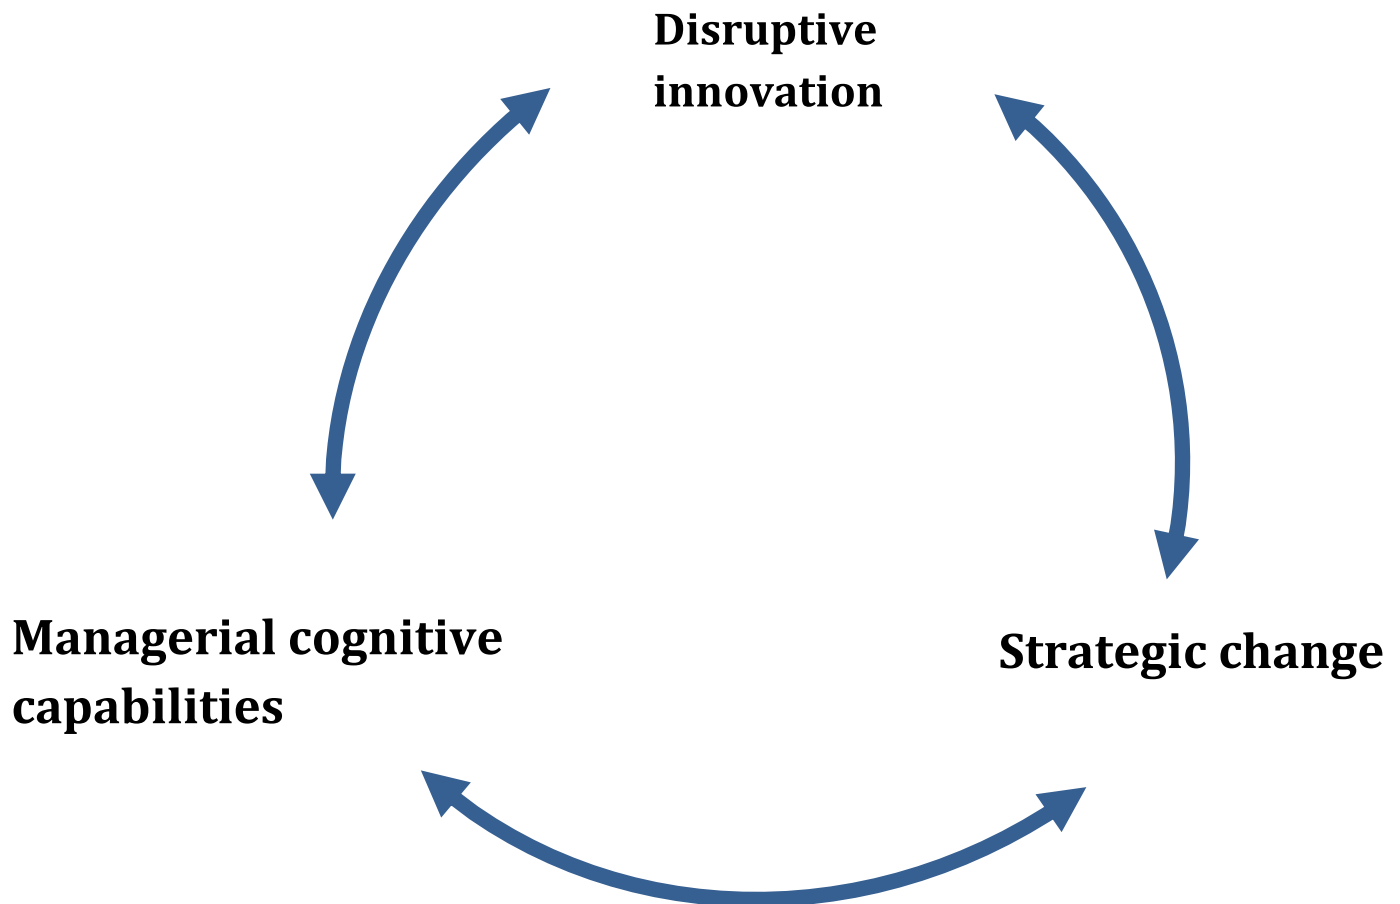 Disruptive
innovation
Managerial cognitive
capabilities
Strategic change